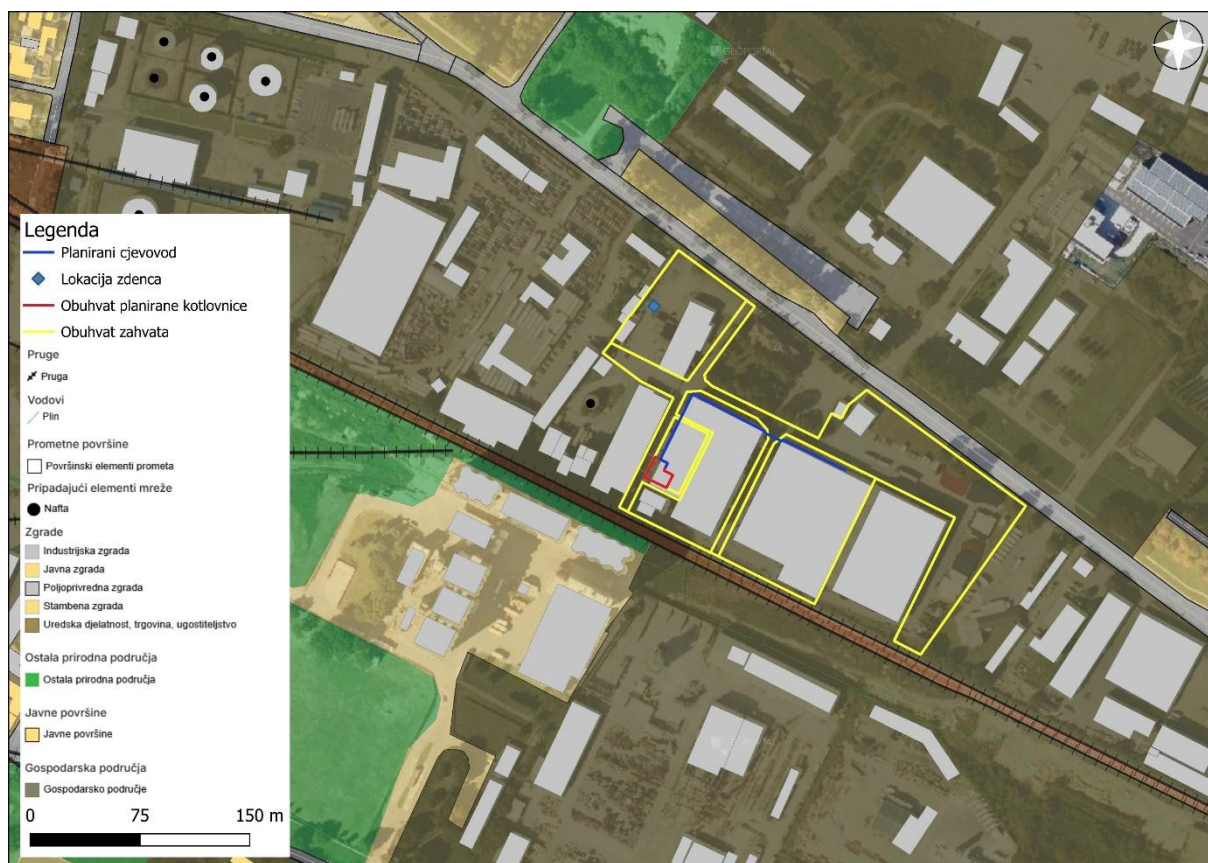 GEOPORTAL
Legenda
Planirani cjevovod
Lokacija zdenca
Obuhvat planirane kotlovnice
Obuhvat zahvata
Pruge
Pruga
Vodovi
Plin
Prometne površine
Površinski elementi prometa
Pripadajući elementi mreže
Nafta
Zgrade
Industrijska zgrada
Javna zgrada
Poljoprivredna zgrada
Stambena zgrada
Uredska djelatnost, trgovina, ugostiteljstvo
Ostala prirodna područja
Ostala prirodna područja
Javne površine
Javne površine
Gospodarska područja
Gospodarsko područje
0 75 150 m
GEOPORTAL